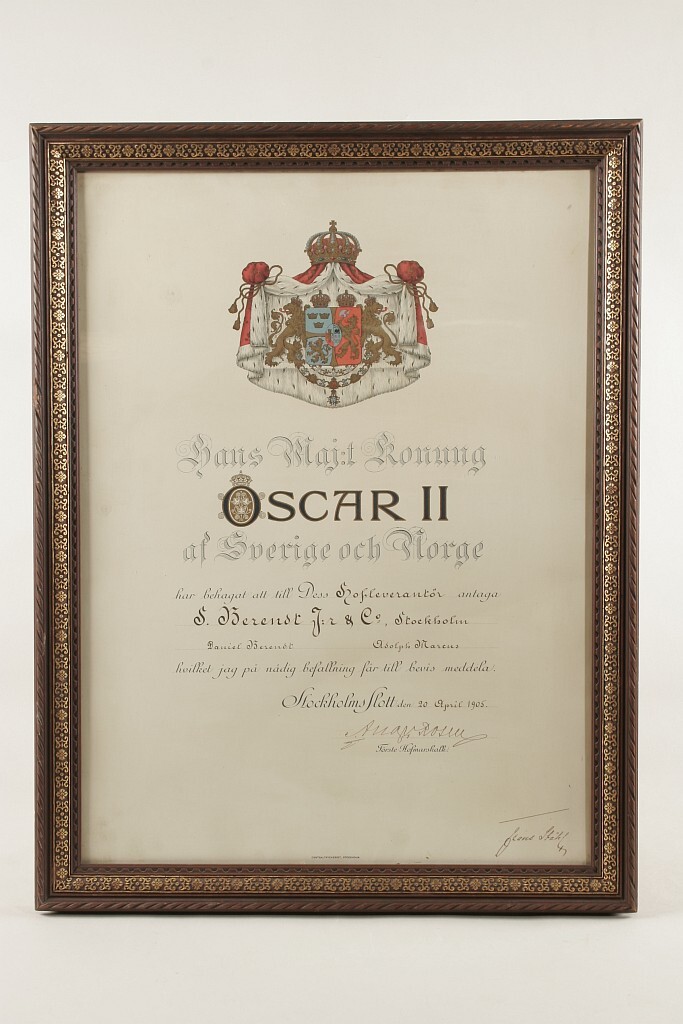 Hans Maj:t Konung
OSCAR II
af Sverige och Norge
har behagat att till Dess Hofleverantör antaga
S. Berendt J:r & Co, Stockholm
Daniel Berendt Adolph Marcus
hvilket jag på nådig befallning får till bevis meddela.
Stockholms Slott den 20 April 1905.
Förste Hofmarskalk.